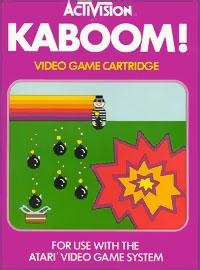 ACTIVISION
KABOOM!
VIDEO GAME CARTRIDGE
FOR USE WITH THE
ATARI® VIDEO GAME SYSTEM